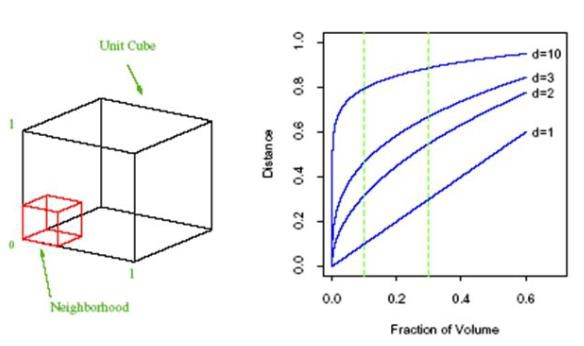 Unit Cube
1
0
1
Neighborhood
Distance
1.0
0.8
0.6
0.4
0.2
0.0
d=10
d=3
d=2
d=1
0.0 0.2 0.4 0.6
Fraction of Volume